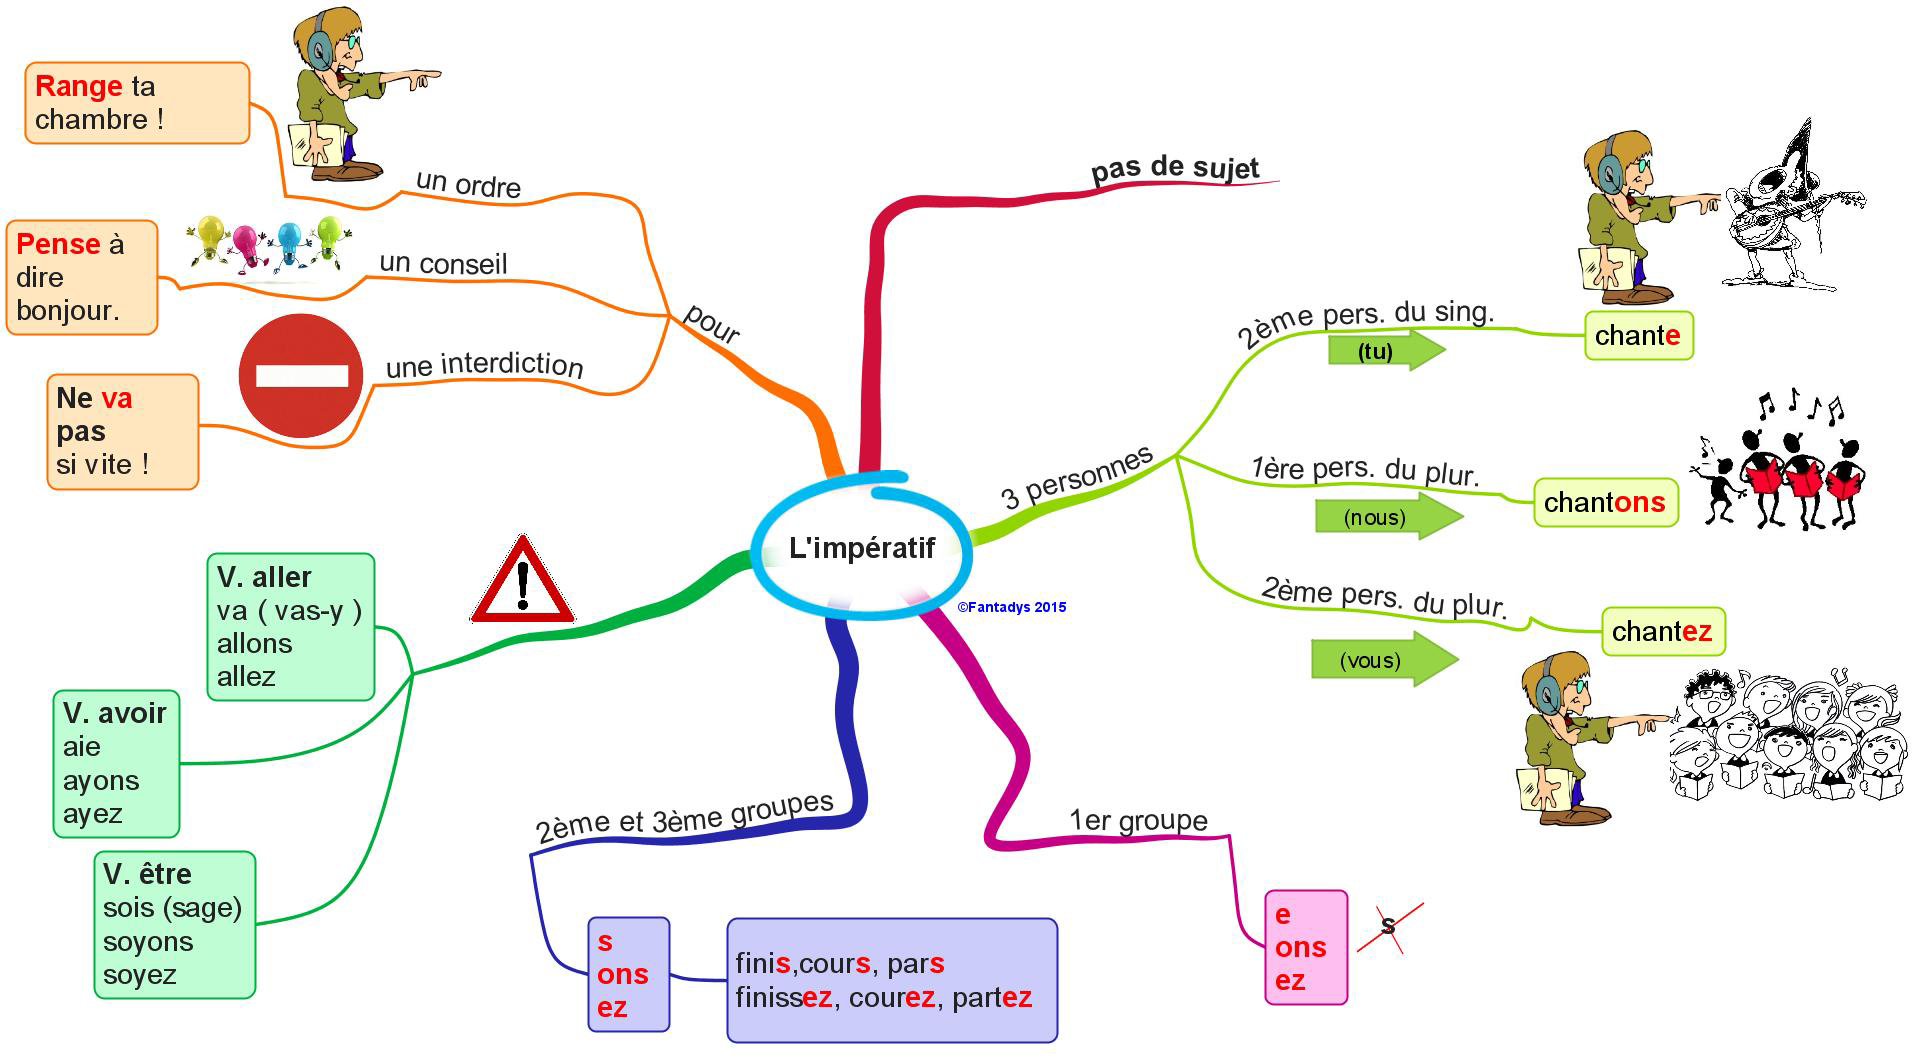 L'impératif
©Fantadys 2015
pas de sujet
3 personnes
2ème pers. du sing.
(tu)
chante
1ère pers. du plur.
(nous)
chantons
2ème pers. du plur.
(vous)
chantez
1er groupe
e
ons
ez
s
2ème et 3ème groupes
s
ons
ez
finis,cours, pars
finissez, courez, partez
V. aller
va ( vas-y )
allons
allez
V. avoir
aie
ayons
ayez
V. être
sois (sage)
soyons
soyez
pour
un ordre
Range ta
chambre !
un conseil
Pense à
dire
bonjour.
une interdiction
Ne va
pas
si vite !